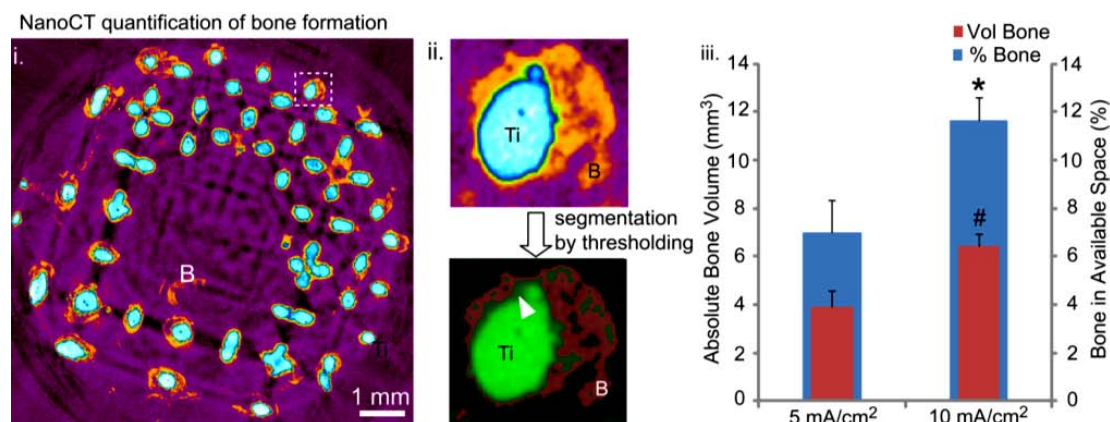 NanoCT quantification of bone formation
i.
B
Ti
1 mm
ii.
Ti
B
segmentation
by thresholding
Ti
B
iii.
Vol Bone
% Bone
Absolute Bone Volume (mm³)
14
12
10
8
6
4
2
0
*
#
14
12
10
8
6
4
2
0
Bone in Available Space (%)
5 mA/cm²
10 mA/cm²